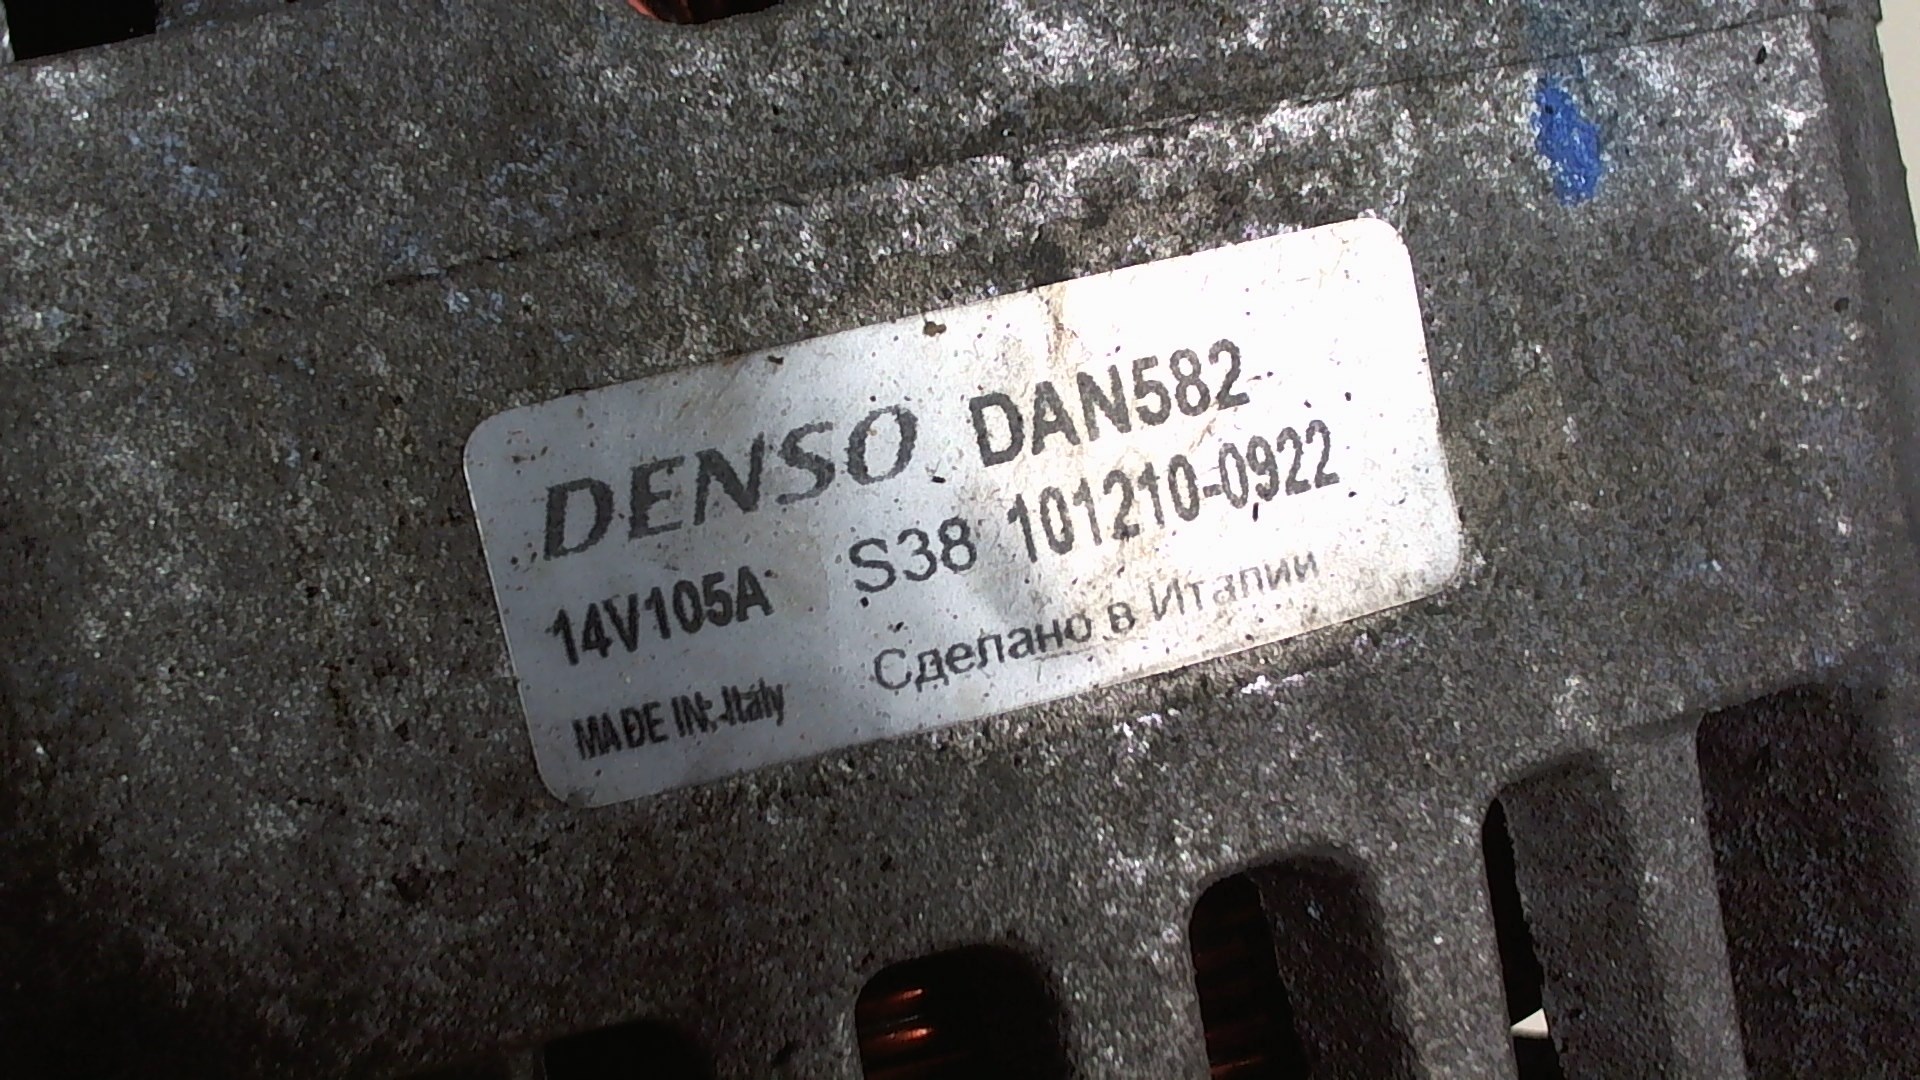 DENSO DAN582
14V105A S38 101210-0922
MADE IN: Italy Сделано в Италии